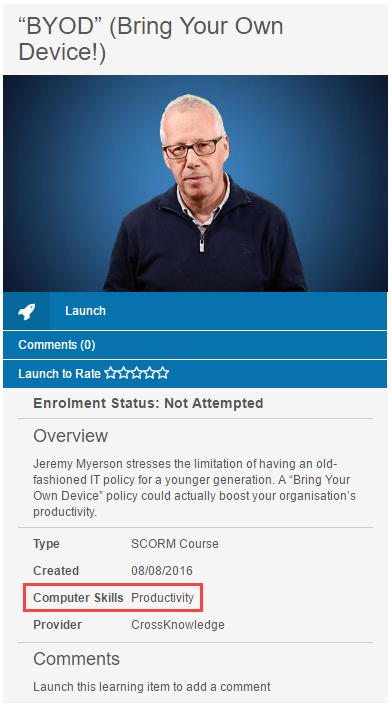 “BYOD” (Bring Your Own
Device!)
Launch
Comments (0)
Launch to Rate
Enrolment Status: Not Attempted
Overview
Jeremy Myerson stresses the limitation of having an old-
fashioned IT policy for a younger generation. A “Bring Your
Own Device” policy could actually boost your organisation’s
productivity.
Type SCORM Course
Created 08/08/2016
Computer Skills Productivity
Provider CrossKnowledge
Comments
Launch this learning item to add a comment